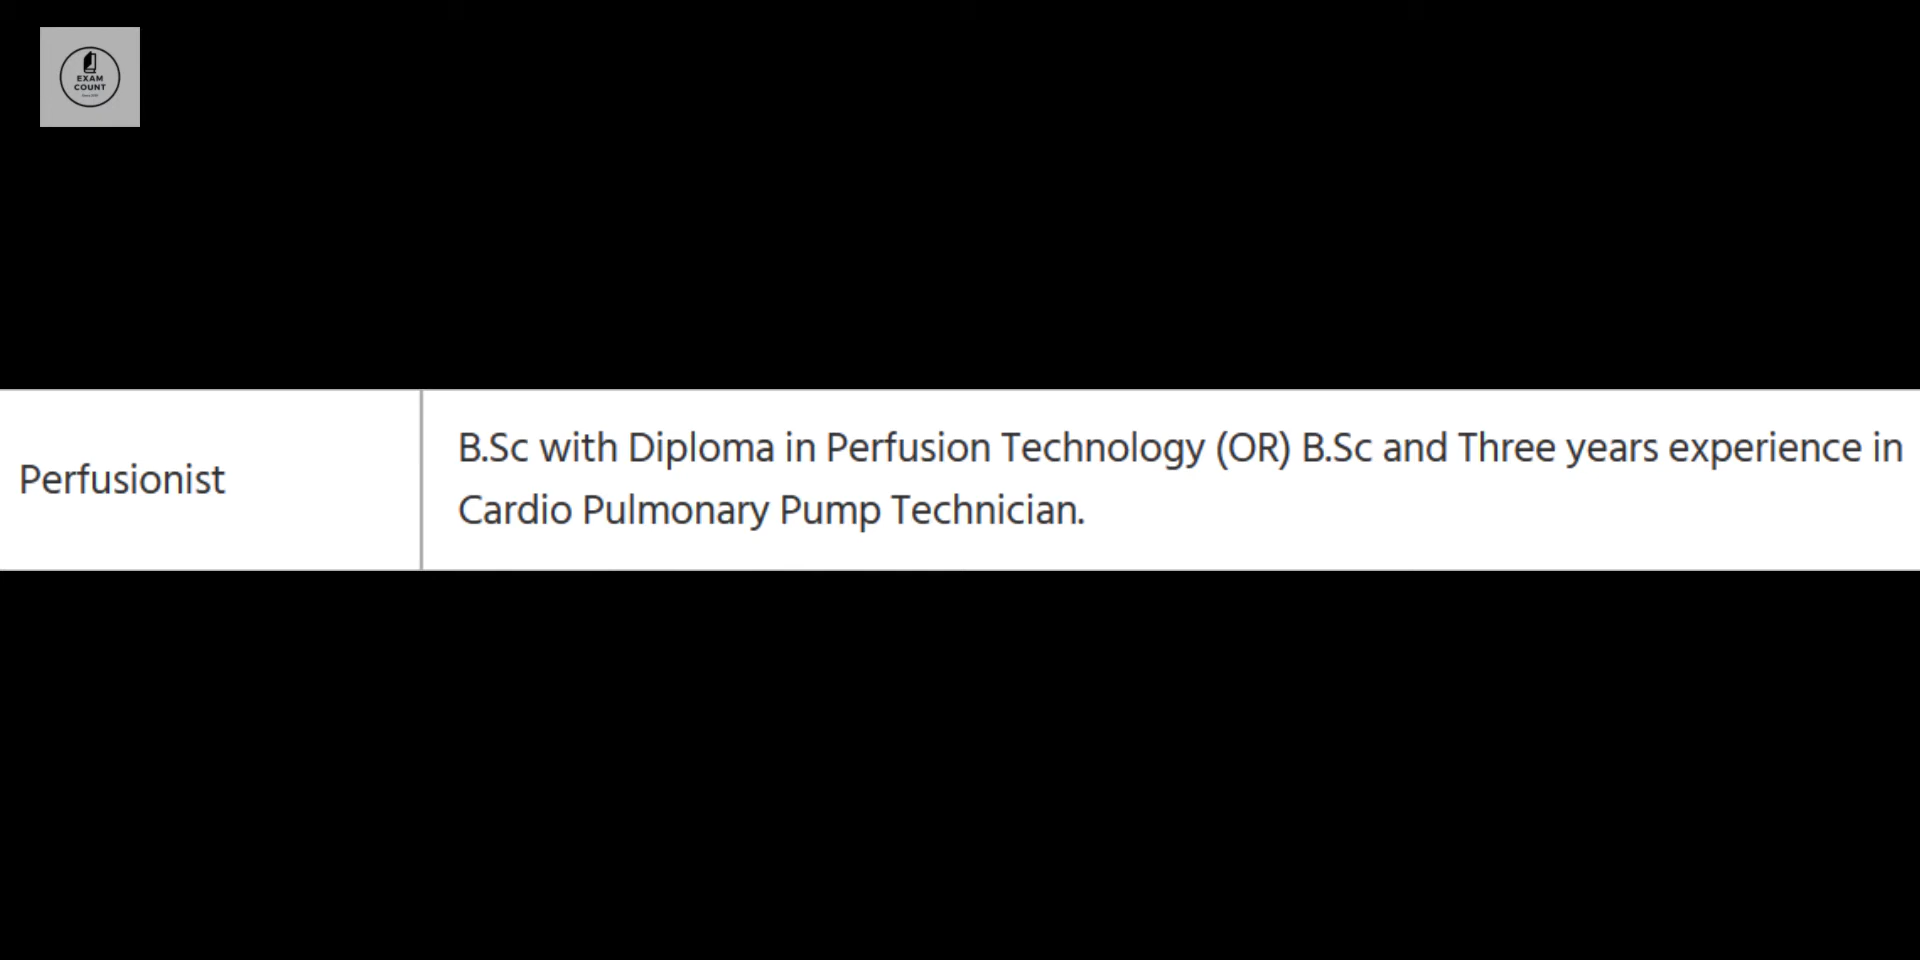 EXAM
COUNT
Perfusionist
B.Sc with Diploma in Perfusion Technology (OR) B.Sc and Three years experience in
Cardio Pulmonary Pump Technician.